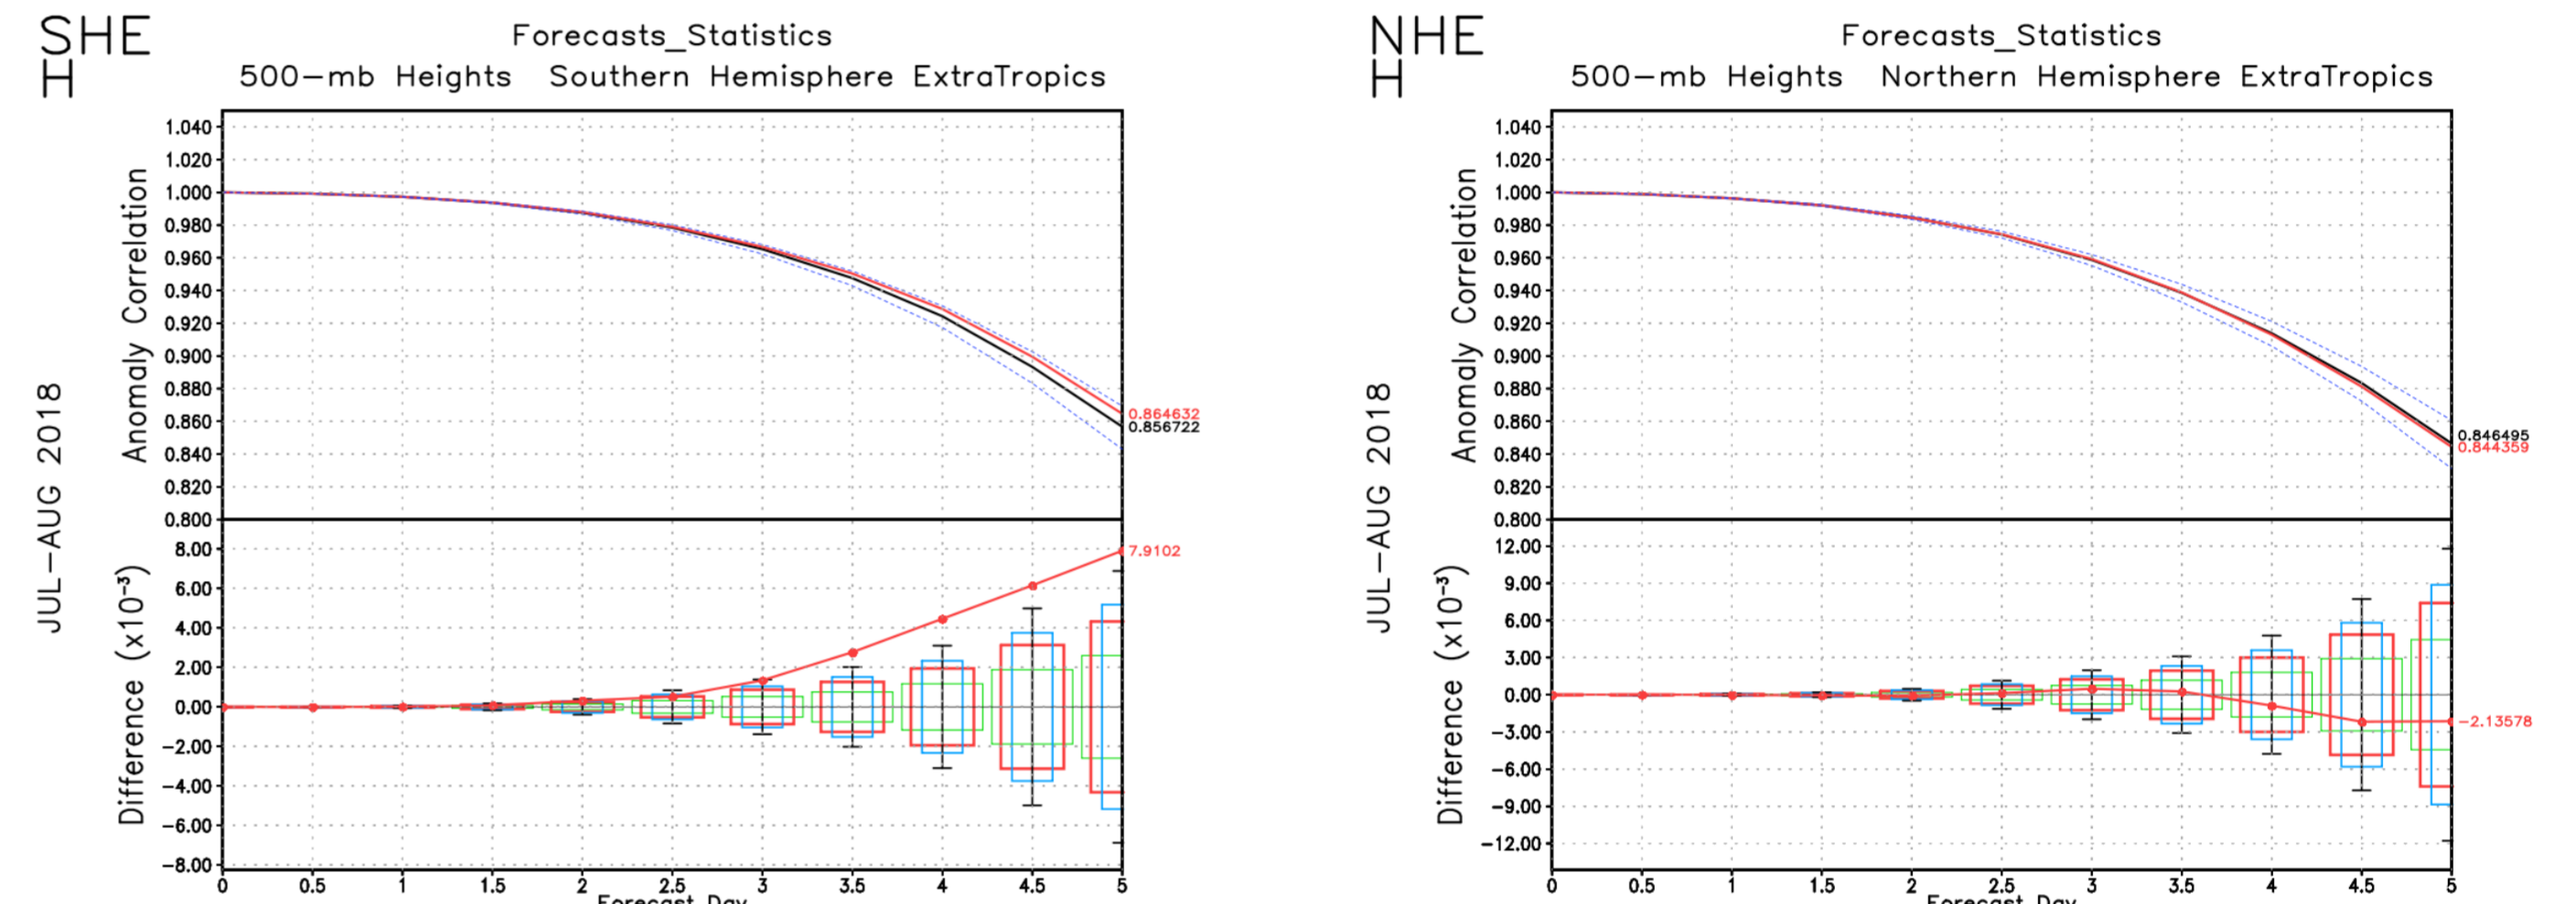 SHE
H
Forecasts_Statistics
500-mb Heights Southern Hemisphere ExtraTropics
JUL-AUG 2018
Anomaly Correlation
1.040
1.020
1.000
0.980
0.960
0.940
0.920
0.900
0.880
0.860
0.840
0.820
0.800
0.864632
0.856722
Difference (x10⁻³)
8.00
6.00
4.00
2.00
0.00
-2.00
-4.00
-6.00
-8.00
7.9102
0 0.5 1 1.5 2 2.5 3 3.5 4 4.5 5
Forecast Day
NHE
H
Forecasts_Statistics
500-mb Heights Northern Hemisphere ExtraTropics
JUL-AUG 2018
Anomaly Correlation
1.040
1.020
1.000
0.980
0.960
0.940
0.920
0.900
0.880
0.860
0.840
0.820
0.800
0.846495
0.844359
Difference (x10⁻³)
12.00
9.00
6.00
3.00
0.00
-3.00
-6.00
-9.00
-12.00
-2.13578
0 0.5 1 1.5 2 2.5 3 3.5 4 4.5 5
Forecast Day